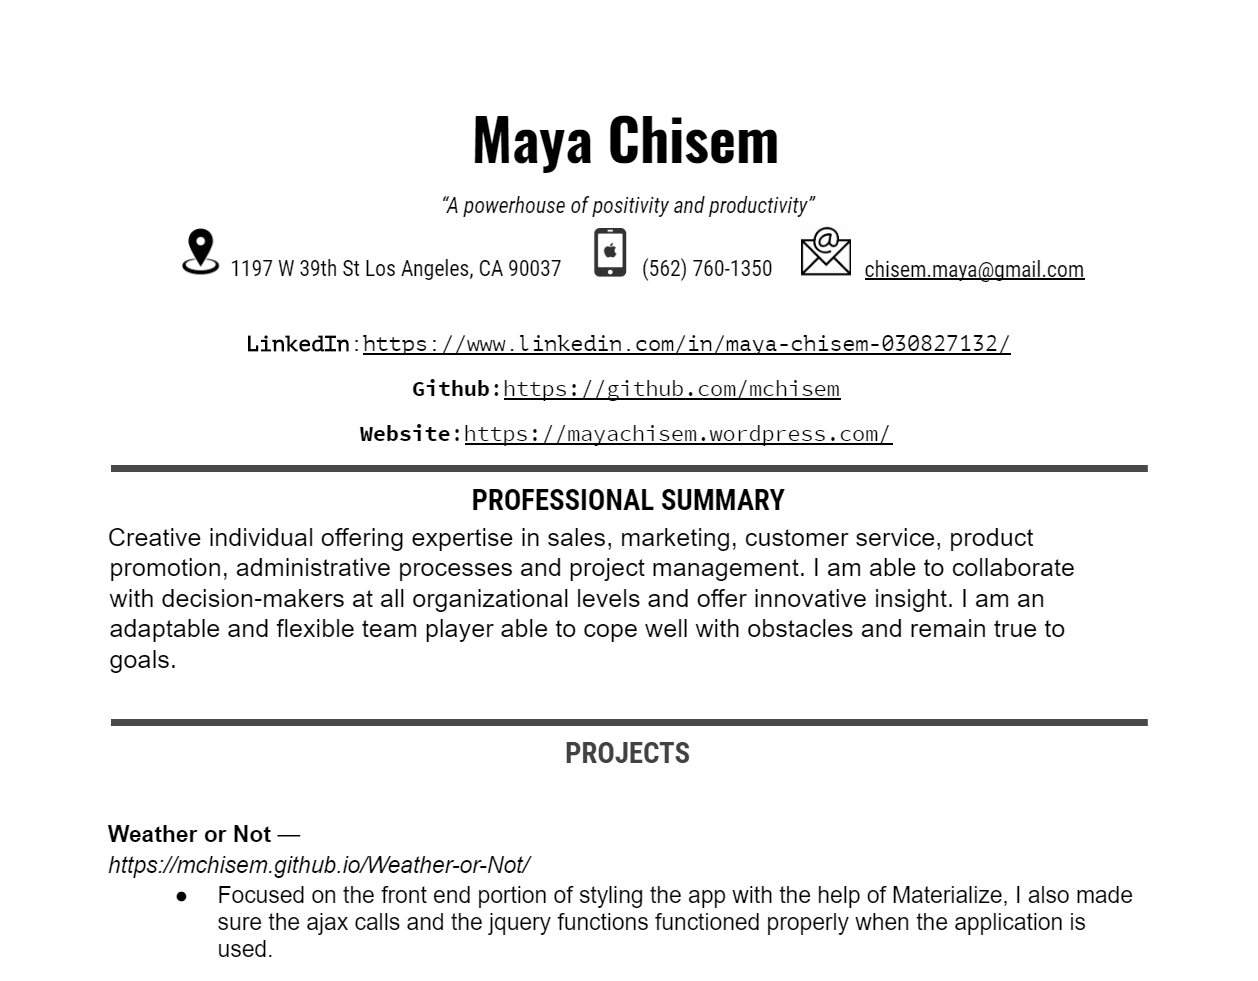 Maya Chisem
“A powerhouse of positivity and productivity”
1197 W 39th St Los Angeles, CA 90037 (562) 760-1350 chisem.maya@gmail.com
LinkedIn:https://www.linkedin.com/in/maya-chisem-030827132/
Github:https://github.com/mchisem
Website:https://mayachisem.wordpress.com/
PROFESSIONAL SUMMARY
Creative individual offering expertise in sales, marketing, customer service, product
promotion, administrative processes and project management. I am able to collaborate
with decision-makers at all organizational levels and offer innovative insight. I am an
adaptable and flexible team player able to cope well with obstacles and remain true to
goals.
PROJECTS
Weather or Not —
https://mchisem.github.io/Weather-or-Not/
● Focused on the front end portion of styling the app with the help of Materialize, I also made
sure the ajax calls and the jquery functions functioned properly when the application is
used.